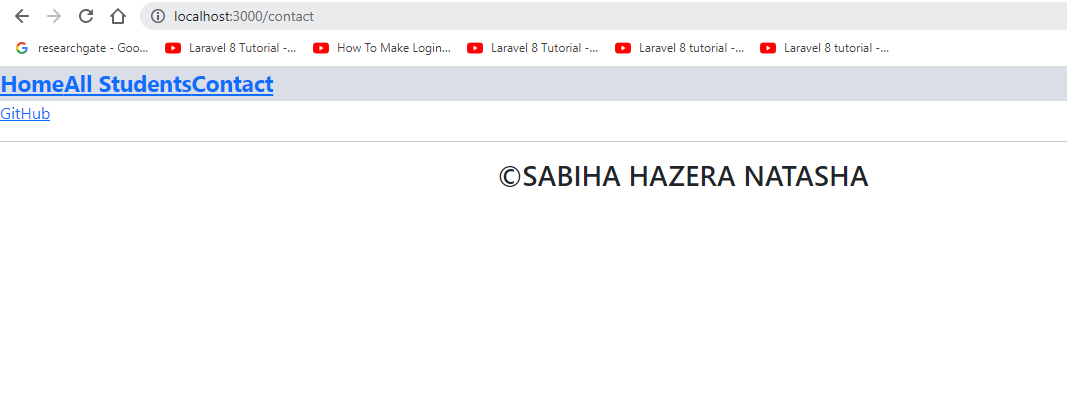 localhost:3000/contact
researchgate - Goo... Laravel 8 Tutorial -... How To Make Login... Laravel 8 Tutorial -... Laravel 8 tutorial -... Laravel 8 tutorial -...
HomeAll StudentsContact
GitHub
©SABIHA HAZERA NATASHA